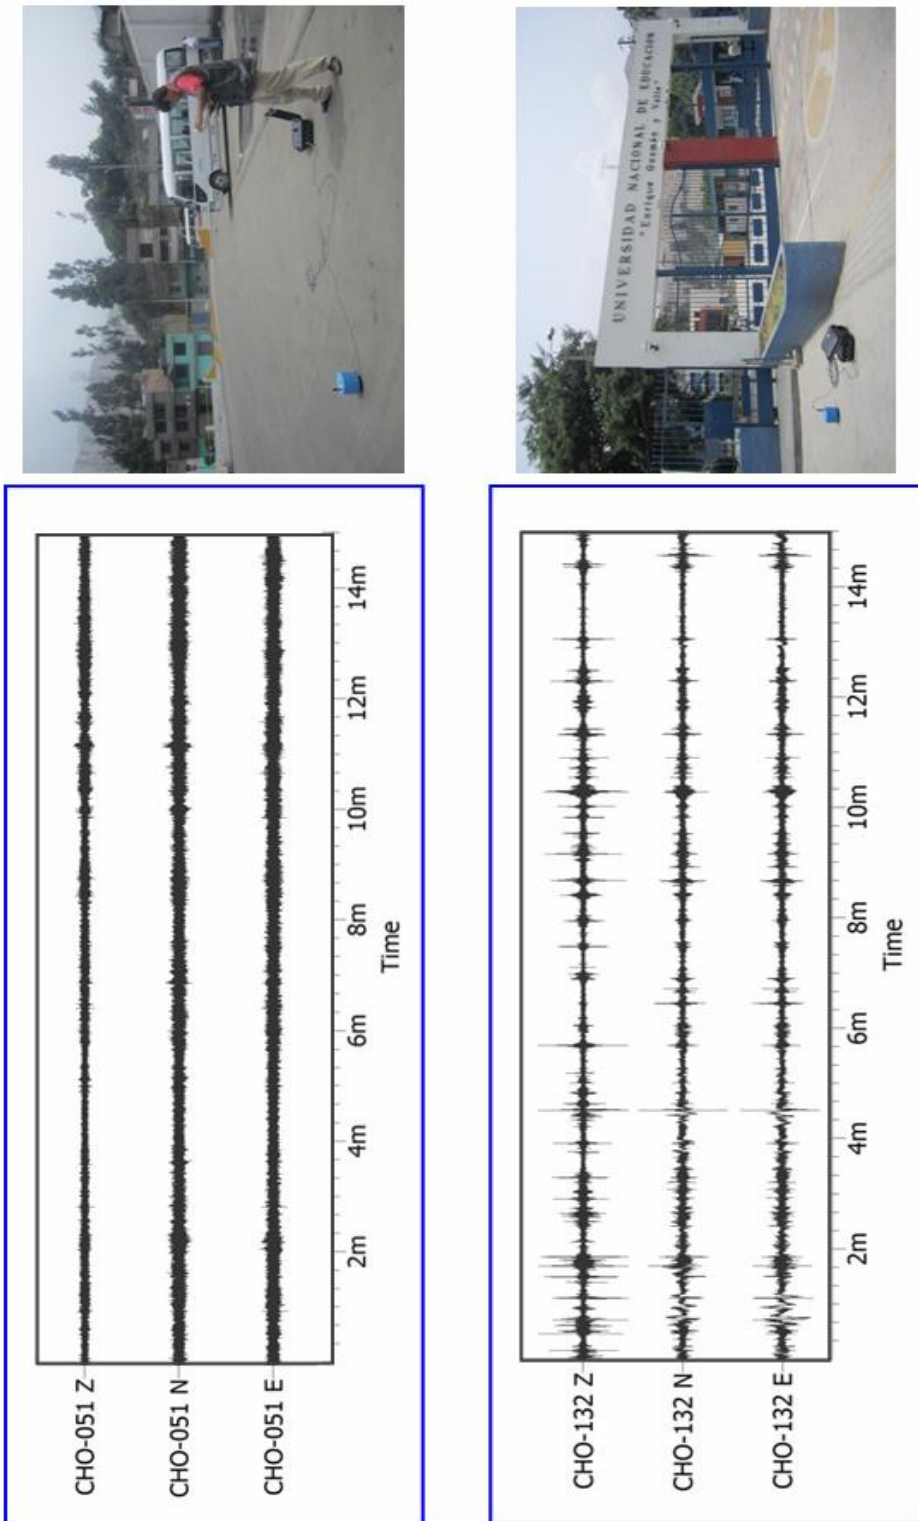 CHO-051 Z
CHO-051 N
CHO-051 E
2m 4m 6m 8m 10m 12m 14m
Time
UNIVERSIDAD NACIONAL DE EDUCACIÓN
"Enrique Guzmán y Valle"
CHO-132 Z
CHO-132 N
CHO-132 E
2m 4m 6m 8m 10m 12m 14m
Time